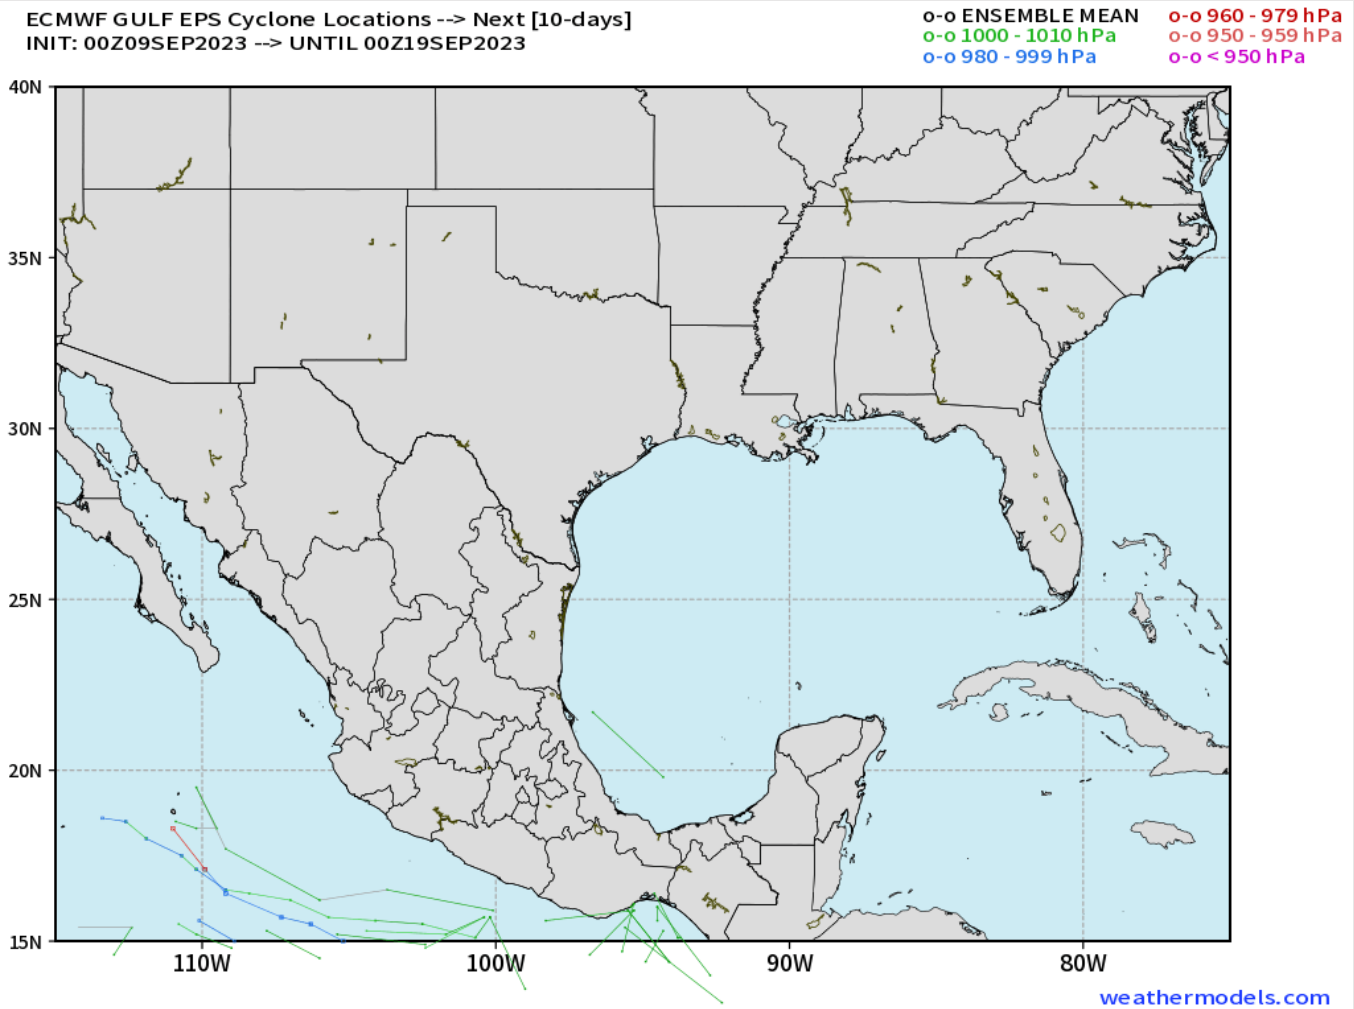 ECMWF GULF EPS Cyclone Locations --> Next [10-days]
INIT: 00Z09SEP2023 --> UNTIL 00Z19SEP2023
o-o ENSEMBLE MEAN
o-o 1000 - 1010 hPa
o-o 980 - 999 hPa
o-o 960 - 979 hPa
o-o 950 - 959 hPa
o-o < 950 hPa
40N
35N
30N
25N
20N
15N
110W
100W
90W
80W
weathermodels.com